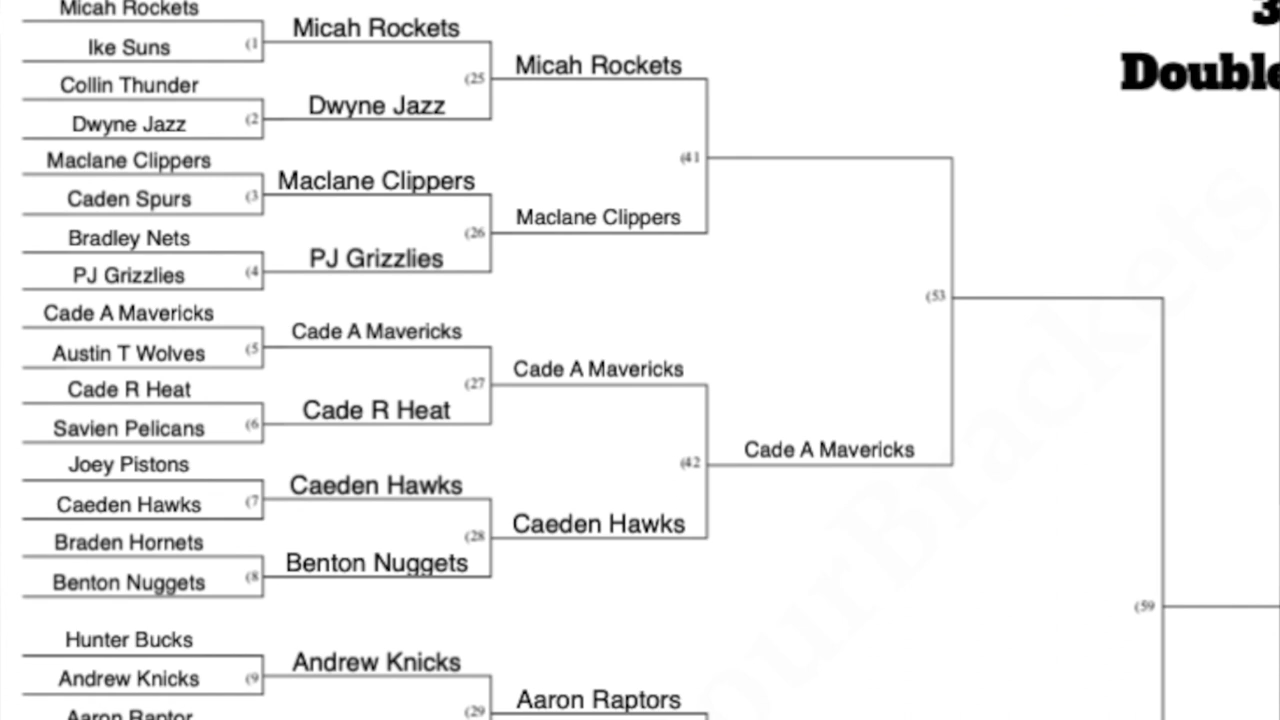 Micah Rockets
Ike Suns
(1
Micah Rockets
Collin Thunder
Dwyne Jazz
(2
Dwyne Jazz
(25
Micah Rockets
Maclane Clippers
Caden Spurs
(3
Maclane Clippers
Bradley Nets
PJ Grizzlies
(4
PJ Grizzlies
(26
Maclane Clippers
(41
Cade A Mavericks
Austin T Wolves
(5
Cade A Mavericks
Cade R Heat
Savien Pelicans
(6
Cade R Heat
(27
Cade A Mavericks
Joey Pistons
Caeden Hawks
(7
Caeden Hawks
Braden Hornets
Benton Nuggets
(8
Benton Nuggets
(28
Caeden Hawks
(42
Cade A Mavericks
(53
Hunter Bucks
Andrew Knicks
(9
Andrew Knicks
Aaron Raptor
(29
Aaron Raptors
(59
3
Double
ourBrackets